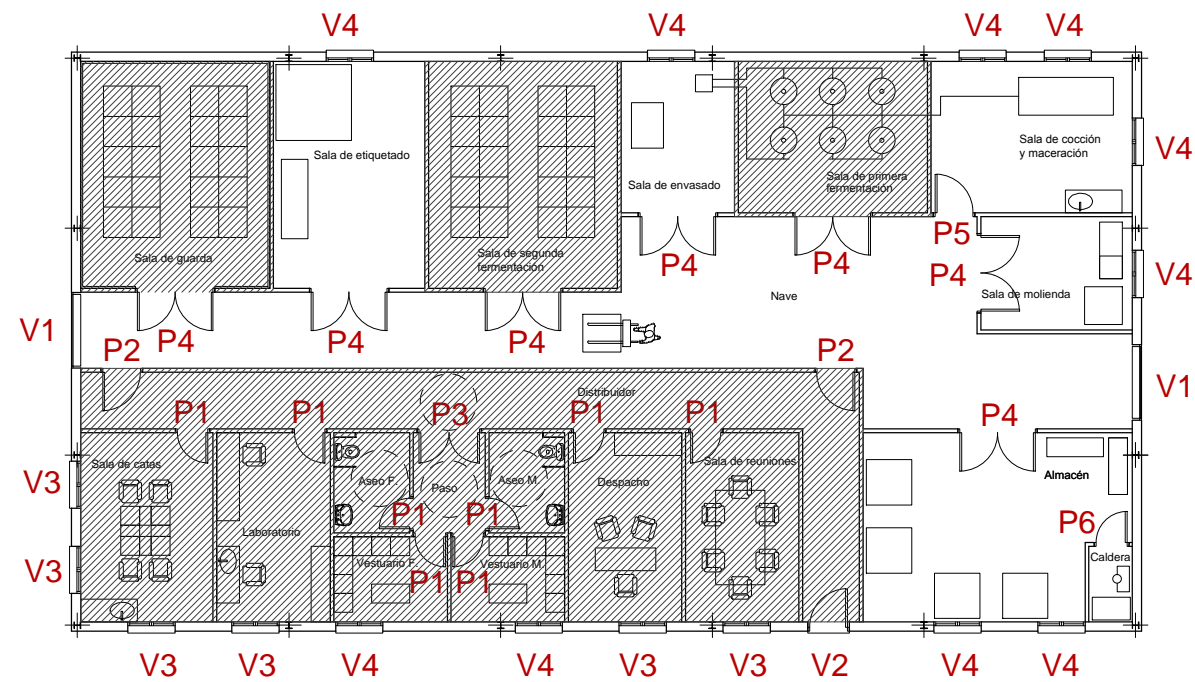 V4
V4
V4
V4
Sala de etiquetado
Sala de cocción
y maceración
V4
Sala de envasado
Sala de primera
fermentación
P5
Sala de guarda
Sala de segunda
fermentación
P4
P4
P4
V4
Sala de molienda
Nave
V1
P4
P4
P4
P2
P2
V1
Distribuidor
P1
P1
P3
P1
P1
P4
Sala de catas
Sala de reuniones
Almacén
V3
Aseo F.
Paso
Aseo M.
Despacho
P1
P1
P6
Laboratorio
Caldera
V3
Vestuario F.
Vestuario M.
P1
P1
V3
V3
V4
V4
V3
V3
V2
V4
V4